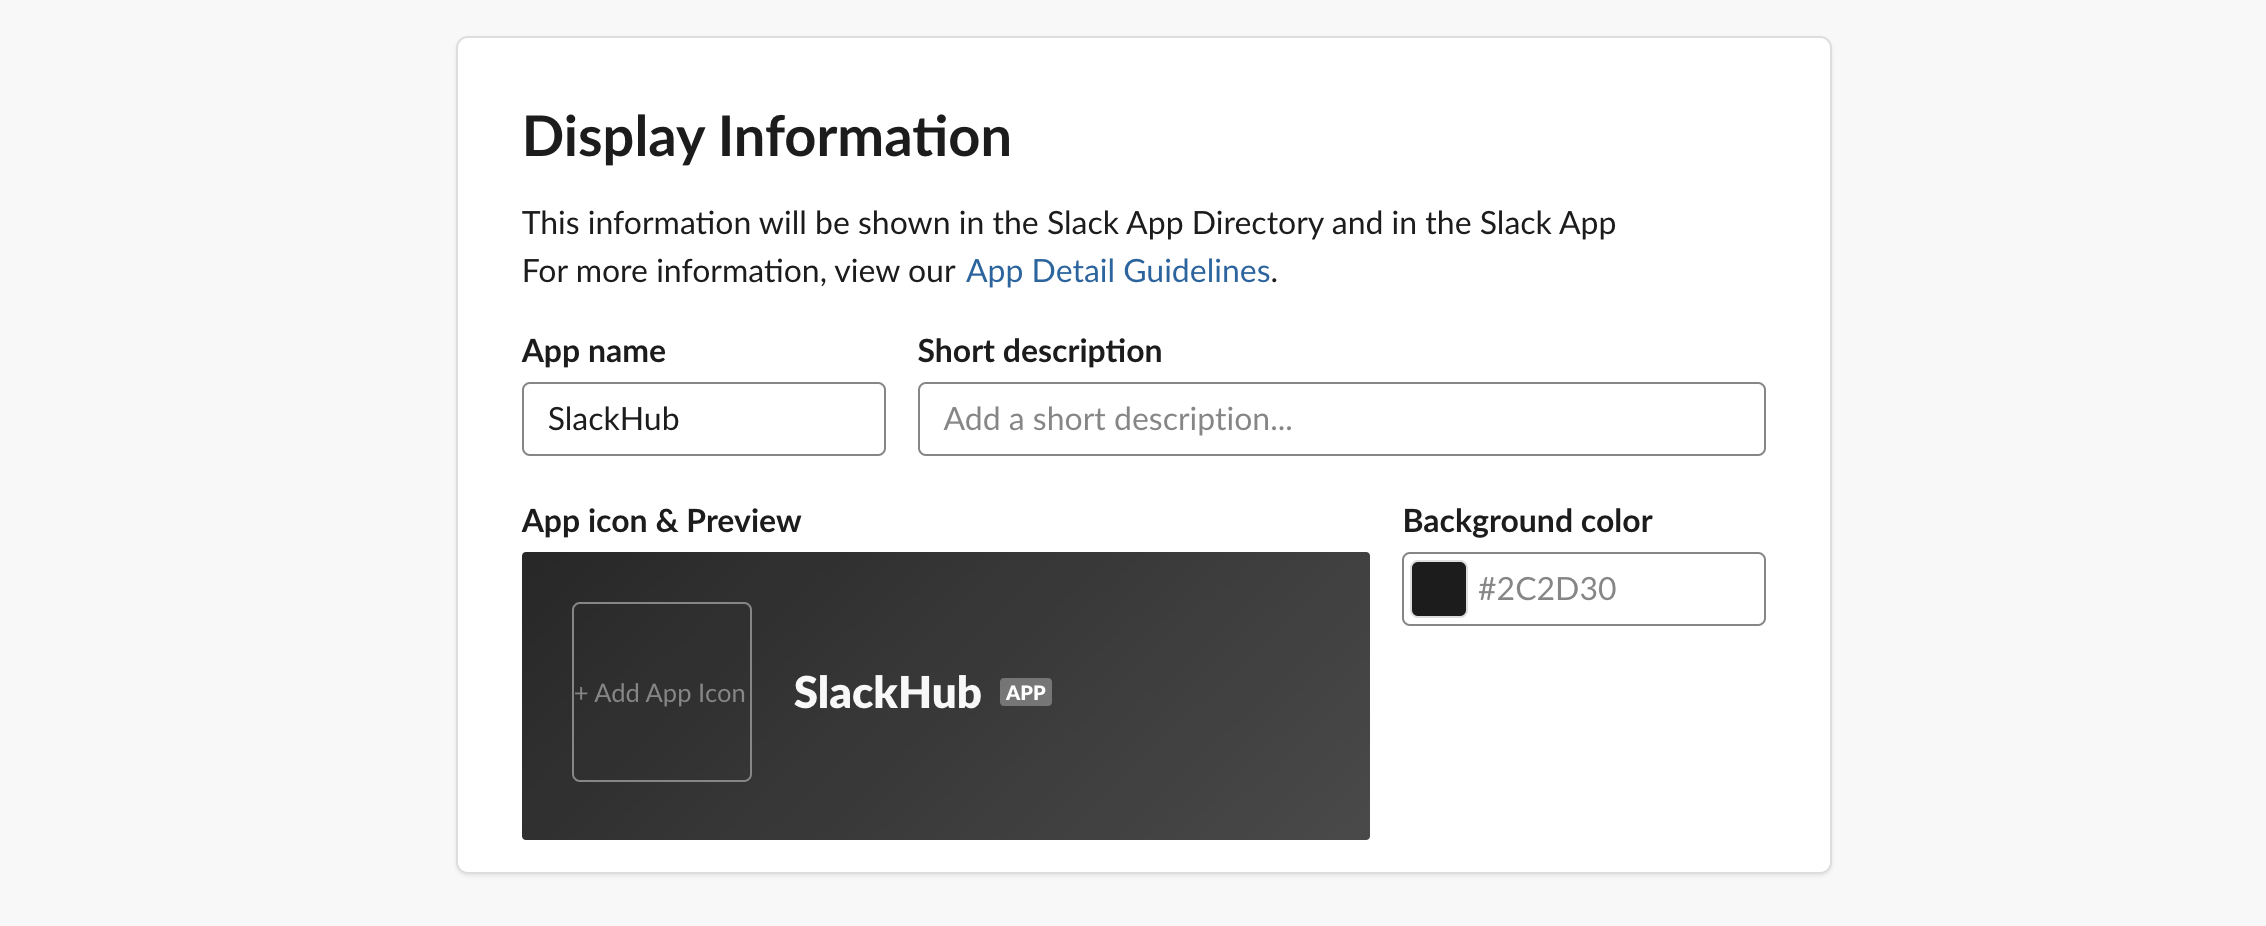 Display Information
This information will be shown in the Slack App Directory and in the Slack App
For more information, view our App Detail Guidelines.
App name
Short description
SlackHub
Add a short description...
App icon & Preview
Background color
#2C2D30
+ Add App Icon
SlackHub APP